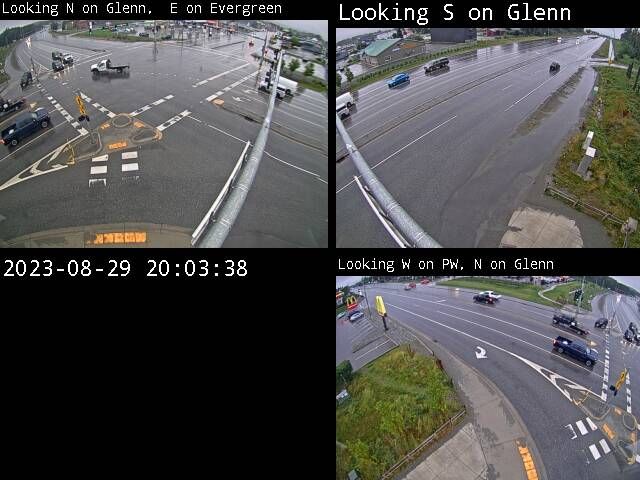 Looking N on Glenn,  E on Evergreen
Looking S on Glenn
2023-08-29 20:03:38
Looking W on PW, N on Glenn